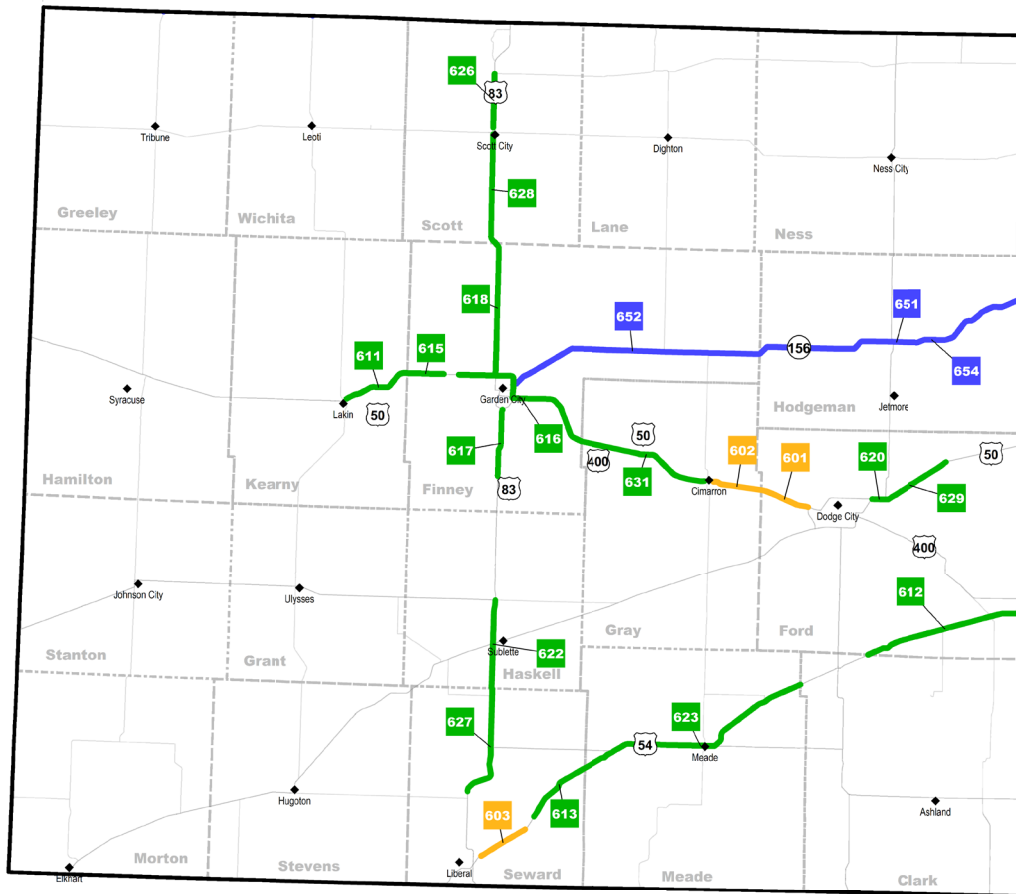 626
83
Tribune
Leoti
Scott City
Dighton
Ness City
628
Greeley
Wichita
Scott
Lane
Ness
618
652
651
156
654
611
615
Syracuse
Lakin
50
Garden City
Hodgeman
Jetmore
616
617
50
400
631
602
601
620
50
Hamilton
Kearny
Finney
83
Cimarron
629
Dodge City
400
Johnson City
Ulysses
612
Stanton
Grant
622
Sublette
Haskell
Gray
Ford
627
623
54
Meade
Hugoton
603
613
Ashland
Morton
Stevens
Liberal
Seward
Meade
Clark
Elkhart